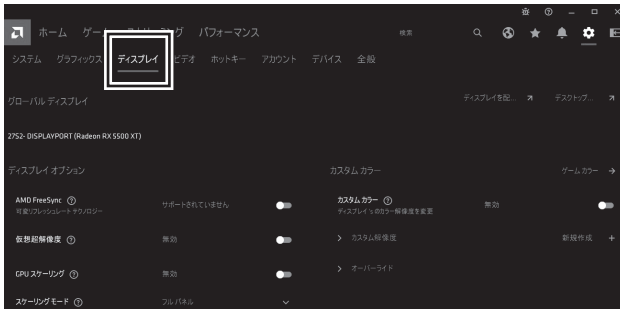 ホーム ゲーム パフォーマンス 検索
システム グラフィックス ディスプレイ ビデオ ホットキー アカウント デバイス 全般
グローバル ディスプレイ ディスプレイを配... デスクトップ...
27S2- DISPLAYPORT (Radeon RX 5500 XT)
ディスプレイ オプション カスタム カラー ゲーム カラー
AMD FreeSync サポートされていません カスタム カラー 無効
可変リフレッシュレート テクノロジー ディスプレイ's のカラー解像度を変更
仮想超解像度 無効 カスタム解像度 新規作成
GPU スケーリング 無効 オーバーライド
スケーリング モード フル パネル